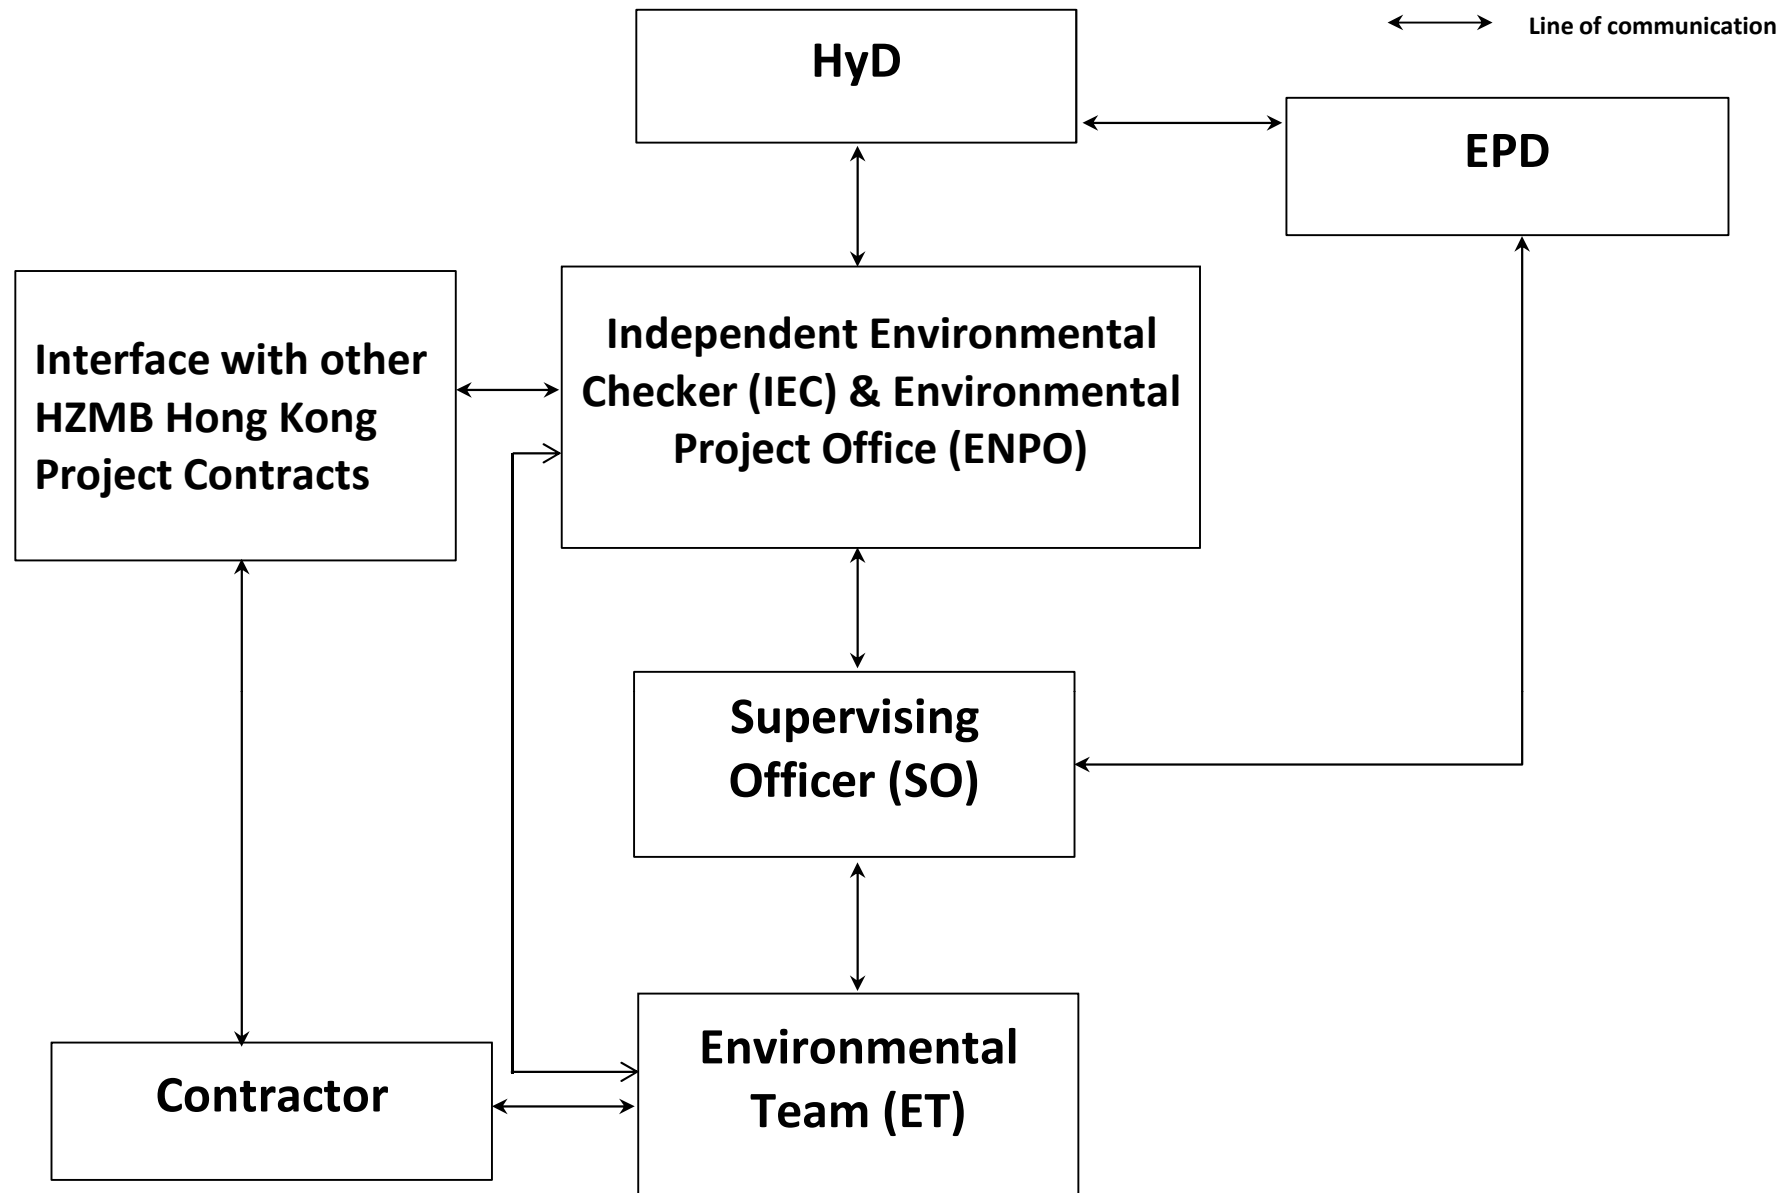 Line of communication
HyD
EPD
Interface with other
HZMB Hong Kong
Project Contracts
Independent Environmental
Checker (IEC) & Environmental
Project Office (ENPO)
Supervising
Officer (SO)
Contractor
Environmental
Team (ET)